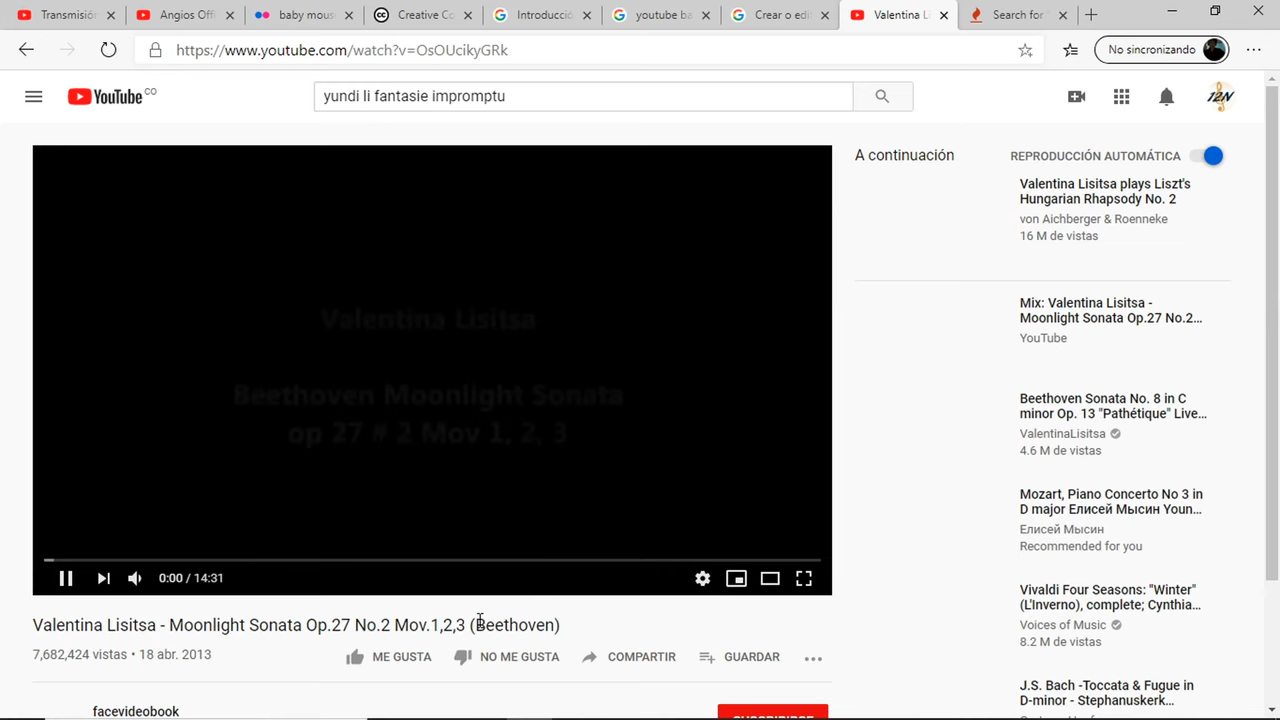 Transmisión
Angios Offi
baby mous
Creative Co
Introducció
youtube ba
Crear o edi
Valentina Li
Search for
https://www.youtube.com/watch?v=OsOUcikyGRk
No sincronizando
YouTube CO
yundi li fantasie impromptu
12N
Valentina Lisitsa
Beethoven Moonlight Sonata
op 27 # 2 Mov 1, 2, 3
0:00 / 14:31
Valentina Lisitsa - Moonlight Sonata Op.27 No.2 Mov.1,2,3 (Beethoven)
7,682,424 vistas • 18 abr. 2013
ME GUSTA
NO ME GUSTA
COMPARTIR
GUARDAR
facevideobook
SUSCRIBIRSE
A continuación
REPRODUCCIÓN AUTOMÁTICA
Valentina Lisitsa plays Liszt's
Hungarian Rhapsody No. 2
von Aichberger & Roenneke
16 M de vistas
Mix: Valentina Lisitsa -
Moonlight Sonata Op.27 No.2...
YouTube
Beethoven Sonata No. 8 in C
minor Op. 13 "Pathétique" Live...
ValentinaLisitsa
4.6 M de vistas
Mozart, Piano Concerto No 3 in
D major Елисей Мысин Youn...
Елисей Мысин
Recommended for you
Vivaldi Four Seasons: "Winter"
(L'Inverno), complete; Cynthia...
Voices of Music
8.2 M de vistas
J.S. Bach -Toccata & Fugue in
D-minor - Stephanuskerk...